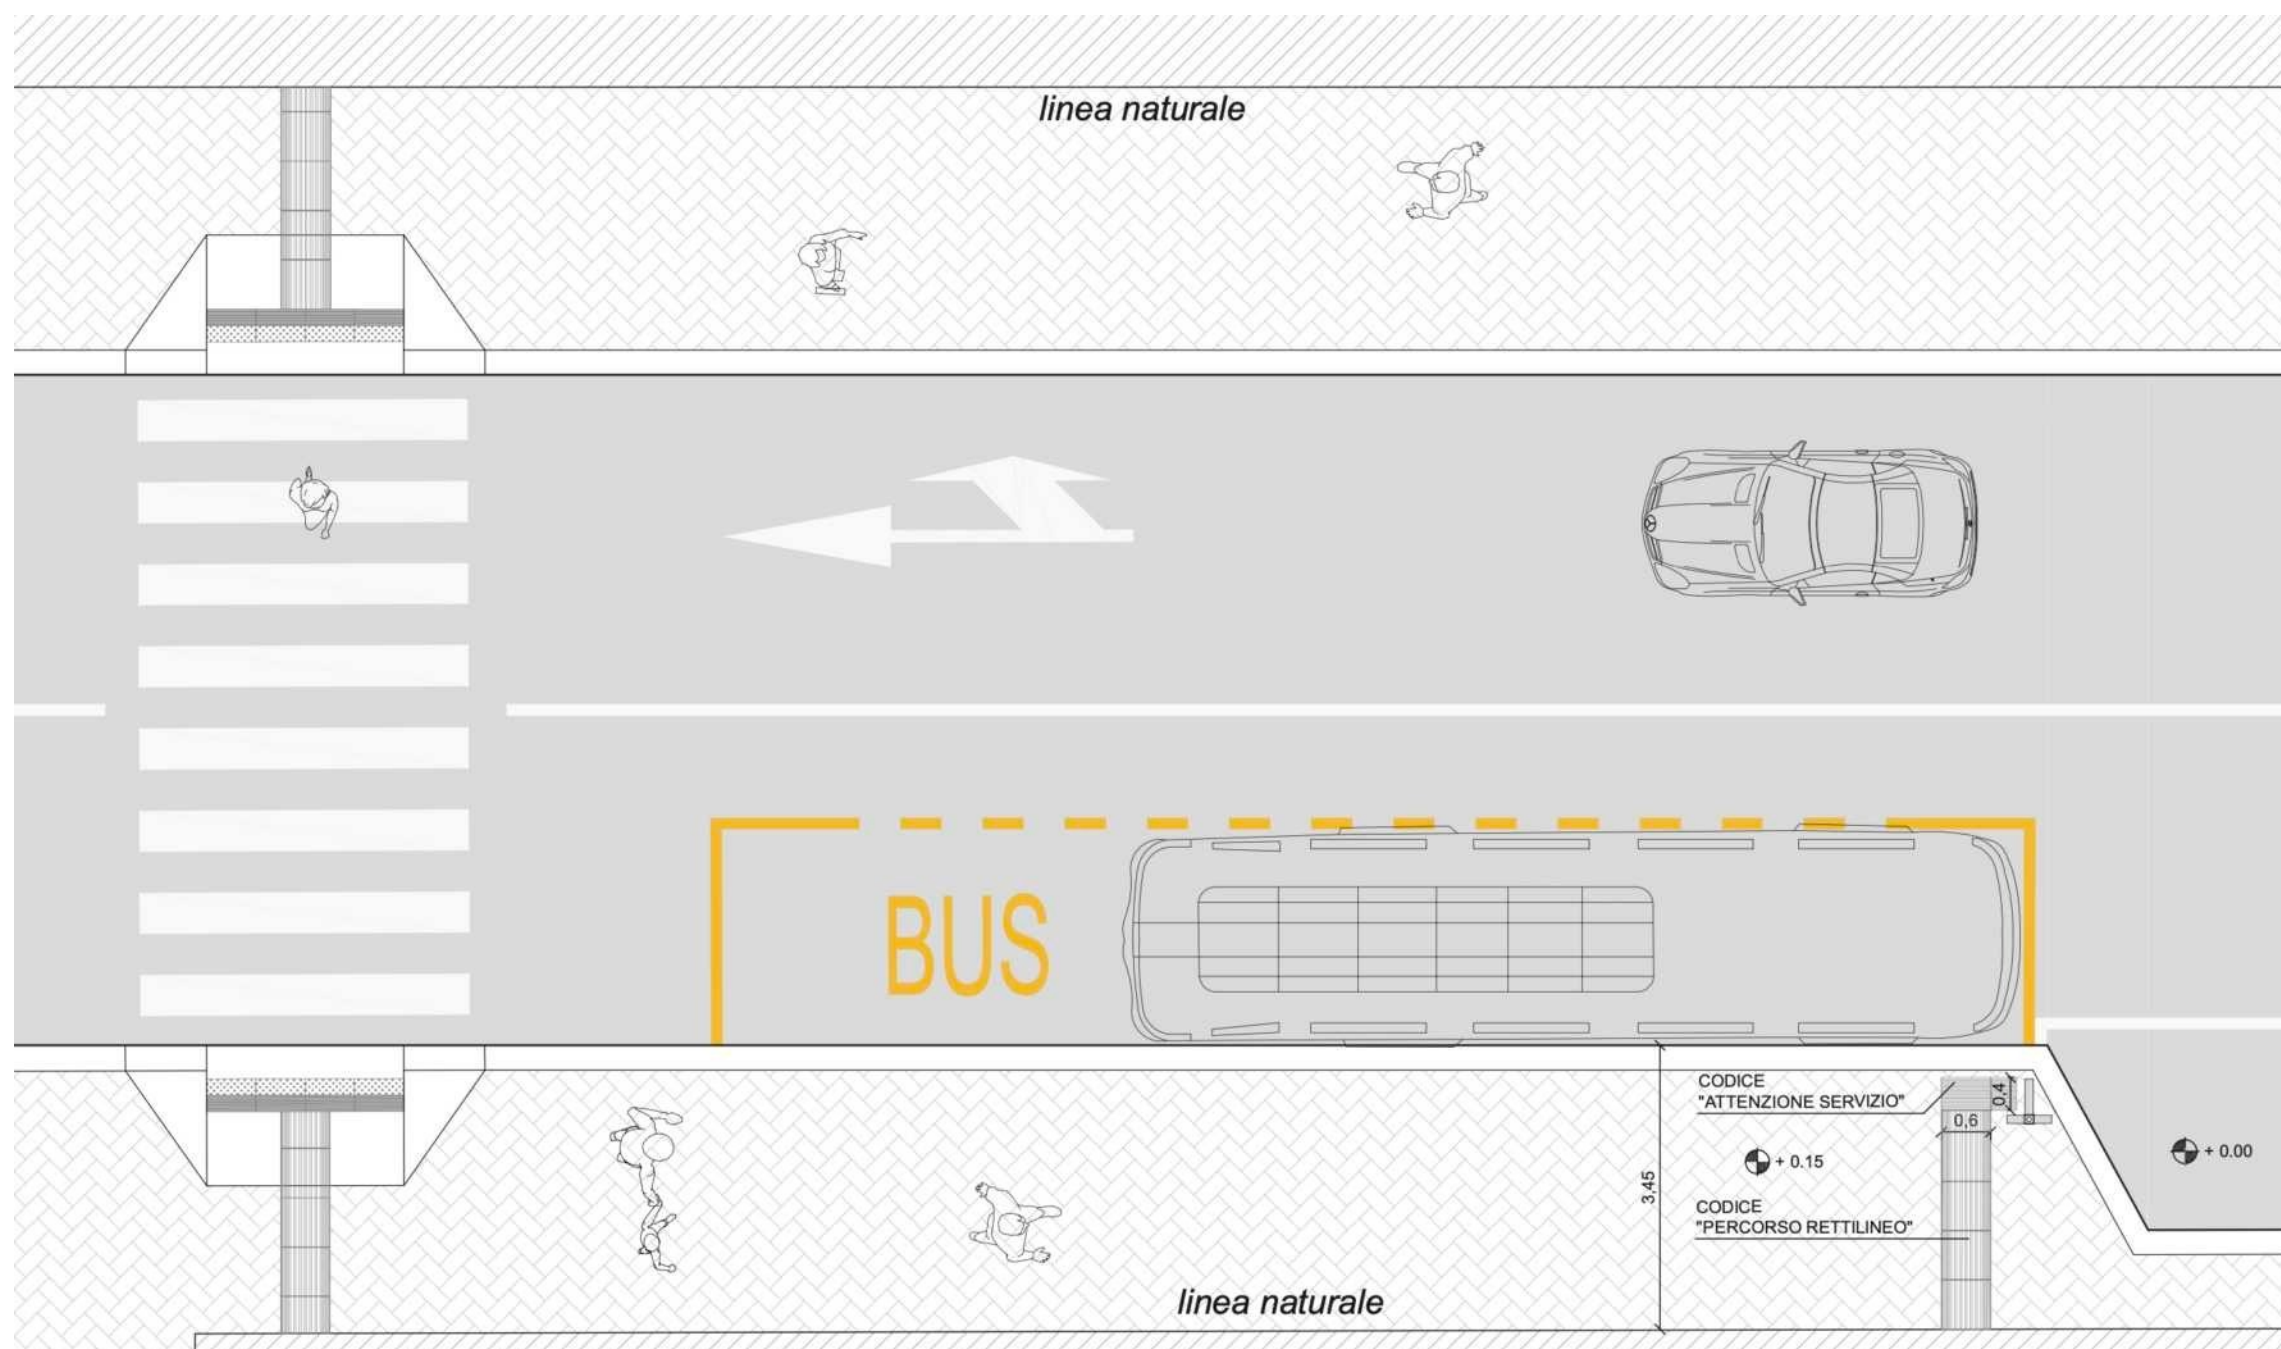 linea naturale
BUS
CODICE
"ATTENZIONE SERVIZIO"
0,4
0,6
+ 0.15
+ 0.00
3,45
CODICE
"PERCORSO RETTILINEO"
linea naturale